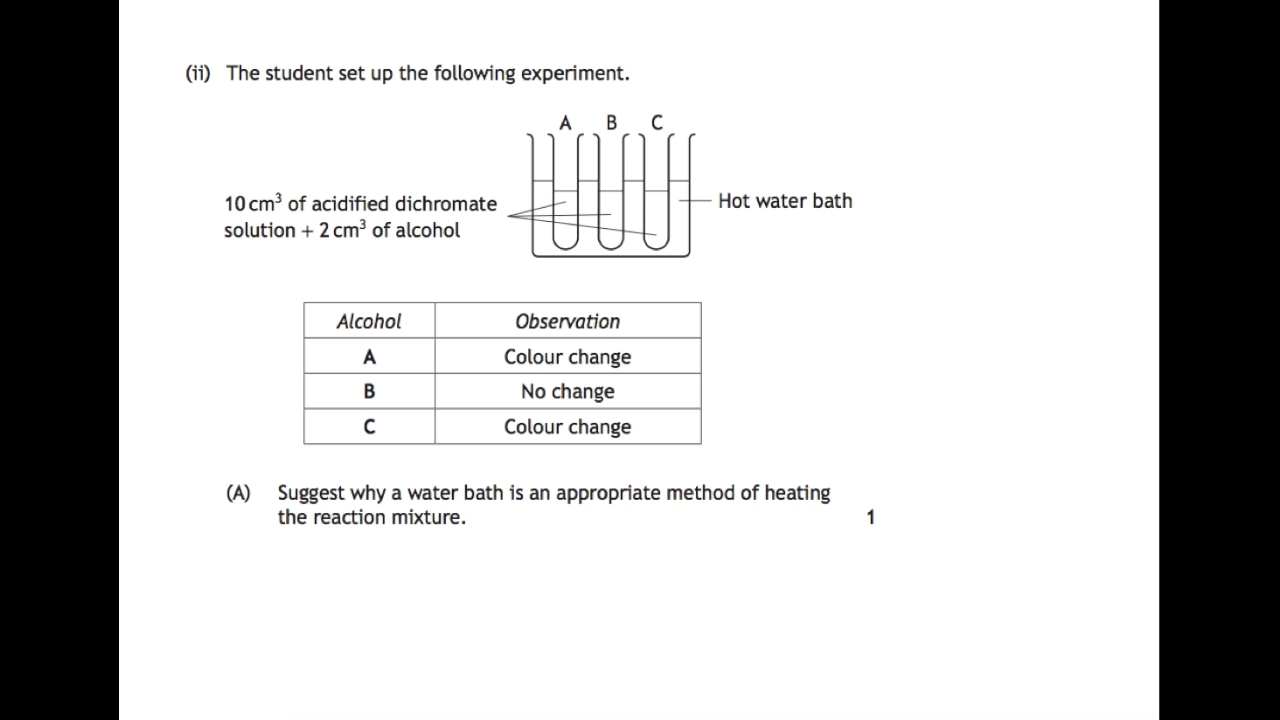 (ii) The student set up the following experiment.
A B C
10 cm³ of acidified dichromate
solution + 2 cm³ of alcohol
Hot water bath
Alcohol Observation
A Colour change
B No change
C Colour change
(A) Suggest why a water bath is an appropriate method of heating
the reaction mixture. 1